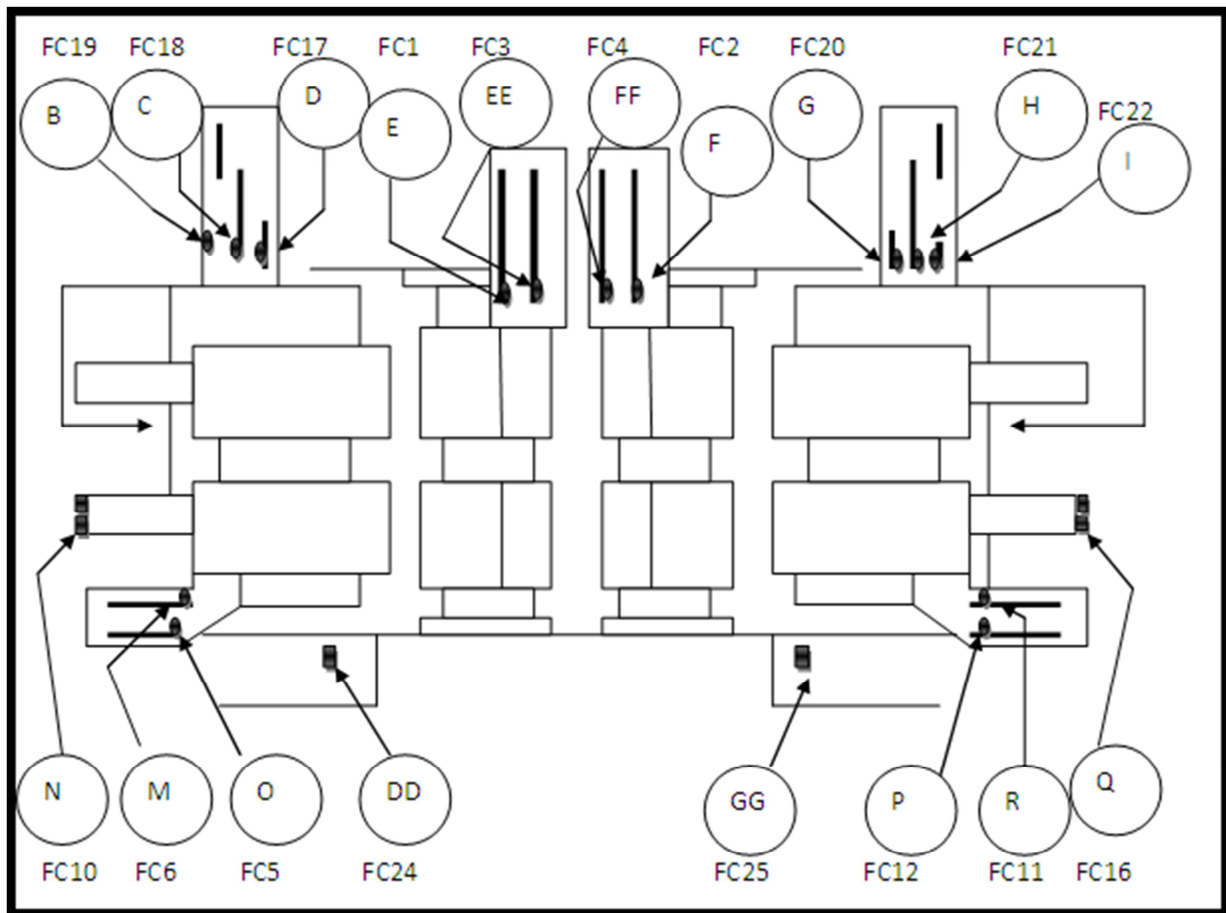 FC19 FC18 FC17 FC1 FC3 FC4 FC2 FC20 FC21
B C D E EE FF F G H FC22
I
N M O DD GG P R Q
FC10 FC6 FC5 FC24 FC25 FC12 FC11 FC16